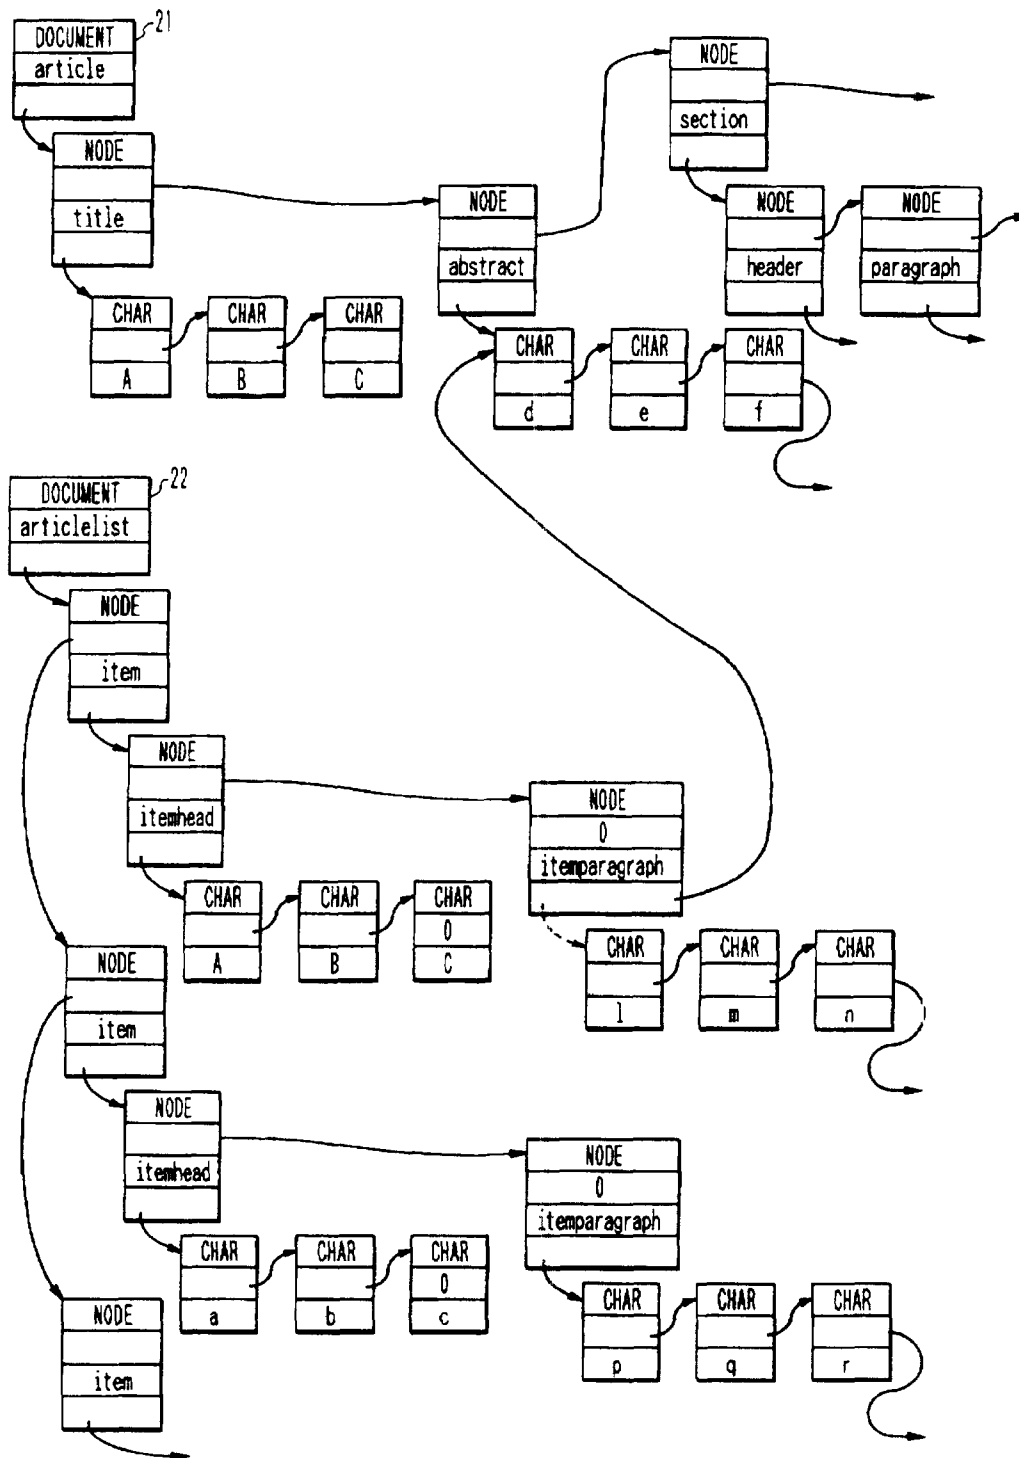 DOCUMENT
21
article
NODE
title
CHAR CHAR CHAR
A B C
NODE
abstract
CHAR CHAR CHAR
d e f
NODE
section
NODE NODE
header paragraph
DOCUMENT
22
articlelist
NODE
item
NODE
itemhead
CHAR CHAR CHAR
0
A B C
NODE
0
itemparagraph
CHAR CHAR CHAR
l m n
NODE
item
NODE
itemhead
CHAR CHAR CHAR
0
a b c
NODE
0
itemparagraph
CHAR CHAR CHAR
p q r
NODE
item